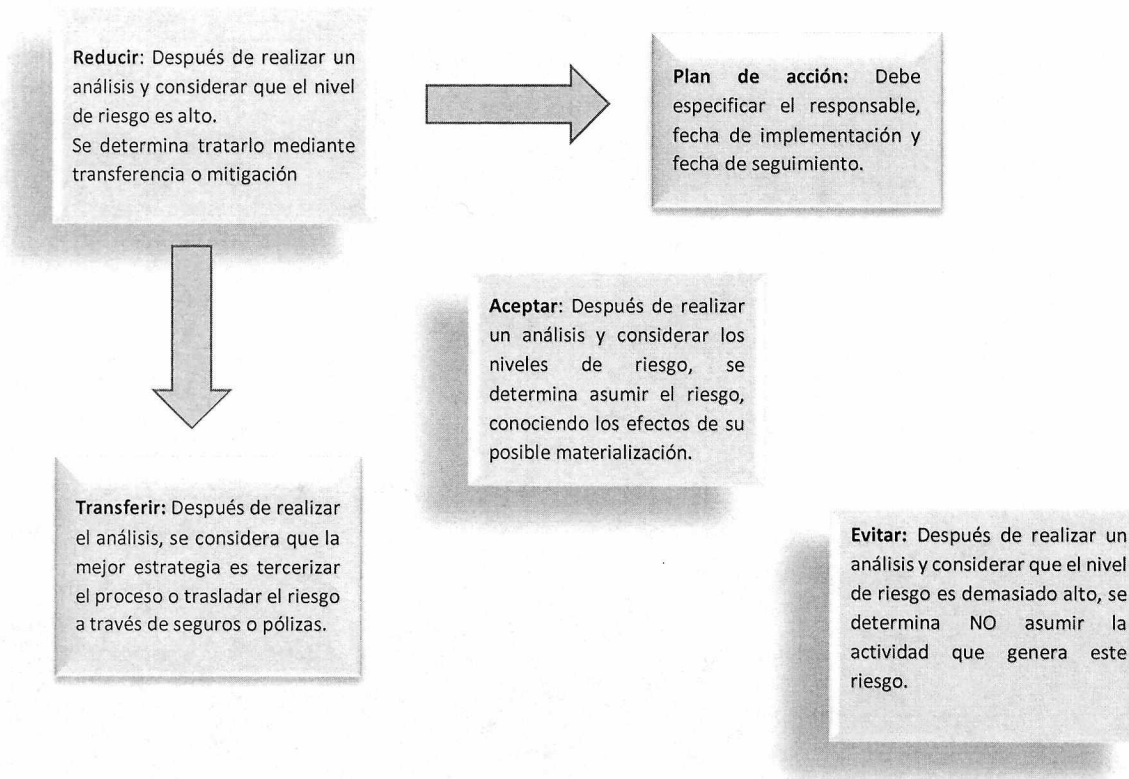 Reducir: Después de realizar un
análisis y considerar que el nivel
de riesgo es alto.
Se determina tratarlo mediante
transferencia o mitigación
Plan de acción: Debe
especificar el responsable,
fecha de implementación y
fecha de seguimiento.
Aceptar: Después de realizar
un análisis y considerar los
niveles de riesgo, se
determina asumir el riesgo,
conociendo los efectos de su
posible materialización.
Transferir: Después de realizar
el análisis, se considera que la
mejor estrategia es tercerizar
el proceso o trasladar el riesgo
a través de seguros o pólizas.
Evitar: Después de realizar un
análisis y considerar que el nivel
de riesgo es demasiado alto, se
determina NO asumir la
actividad que genera este
riesgo.